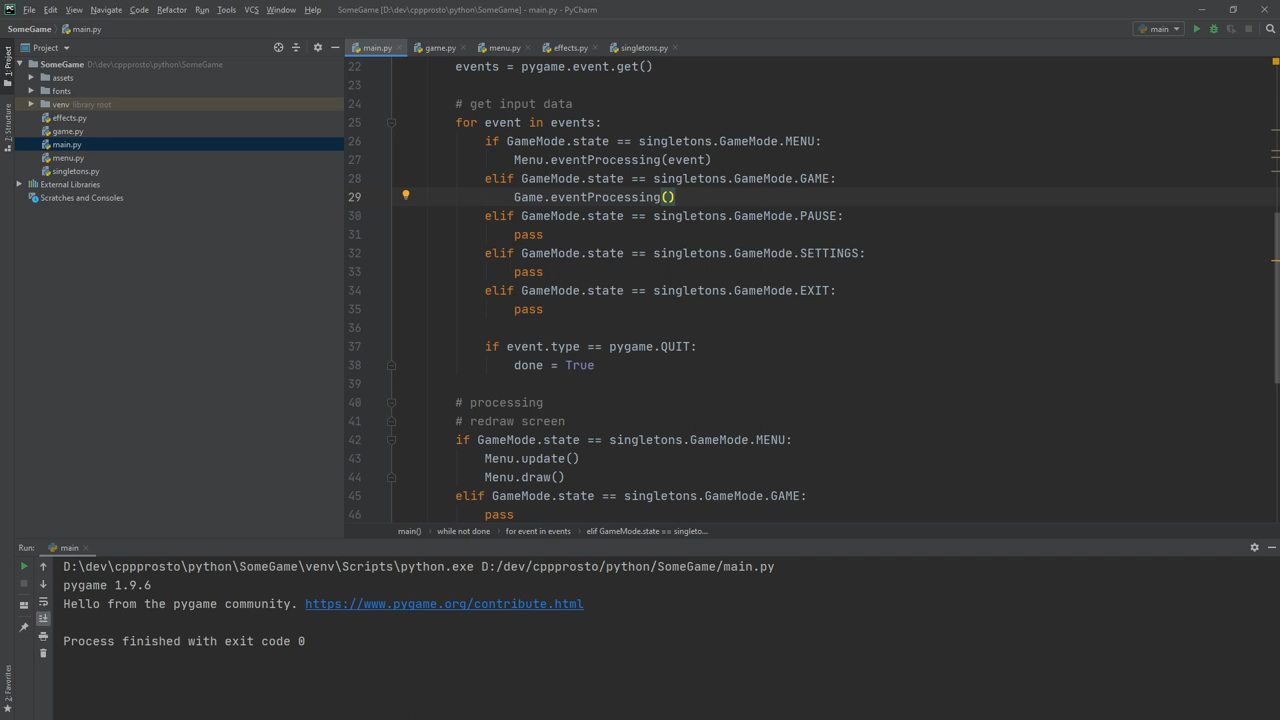 PC File Edit View Navigate Code Refactor Run Tools VCS Window Help SomeGame [D:\dev\cppprosto\python\SomeGame] - main.py - PyCharm
SomeGame main.py main
Project
main.py game.py menu.py effects.py singletons.py
1: Project
Z: Structure
2: Favorites
SomeGame D:\dev\cppprosto\python\SomeGame
assets
fonts
venv library root
effects.py
game.py
main.py
menu.py
singletons.py
External Libraries
Scratches and Consoles
22 events = pygame.event.get()
23
24 # get input data
25 for event in events:
26 if GameMode.state == singletons.GameMode.MENU:
27 Menu.eventProcessing(event)
28 elif GameMode.state == singletons.GameMode.GAME:
29 Game.eventProcessing()
30 elif GameMode.state == singletons.GameMode.PAUSE:
31 pass
32 elif GameMode.state == singletons.GameMode.SETTINGS:
33 pass
34 elif GameMode.state == singletons.GameMode.EXIT:
35 pass
36
37 if event.type == pygame.QUIT:
38 done = True
39
40 # processing
41 # redraw screen
42 if GameMode.state == singletons.GameMode.MENU:
43 Menu.update()
44 Menu.draw()
45 elif GameMode.state == singletons.GameMode.GAME:
46 pass
main() while not done for event in events elif GameMode.state == singleto...
Run: main
D:\dev\cppprosto\python\SomeGame\venv\Scripts\python.exe D:/dev/cppprosto/python/SomeGame/main.py
pygame 1.9.6
Hello from the pygame community. https://www.pygame.org/contribute.html
Process finished with exit code 0